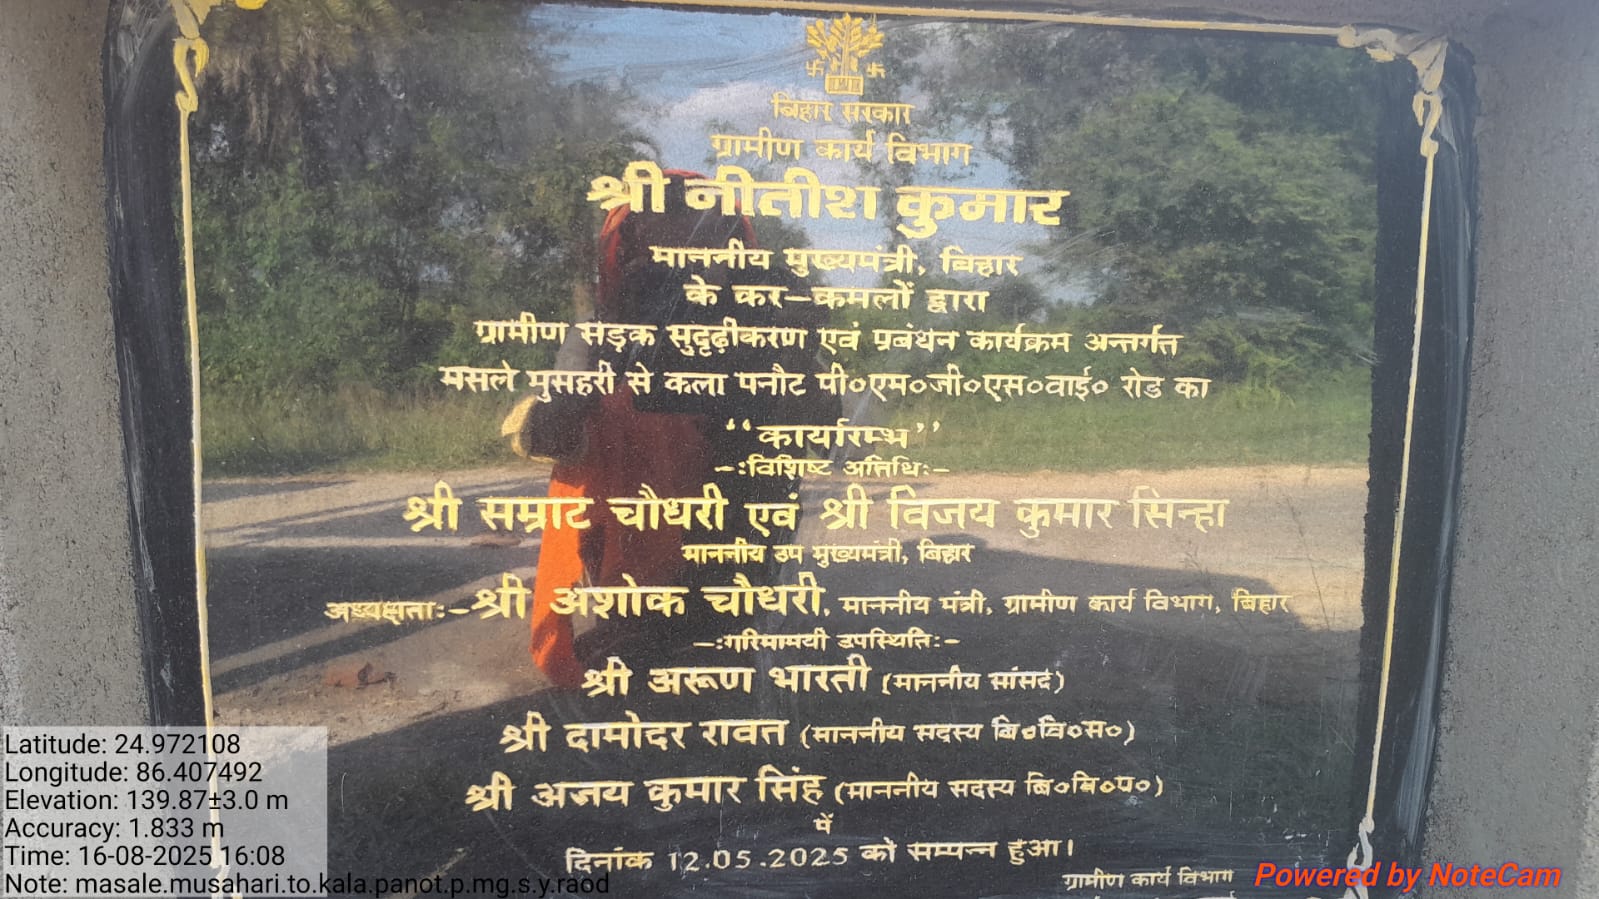 बिहार सरकार
ग्रामीण कार्य विभाग
श्री नीतीश कुमार
माननीय मुख्यमंत्री, बिहार
के कर-कमलों द्वारा
ग्रामीण सड़क सुदृढ़ीकरण एवं प्रबंधन कार्यक्रम अन्तर्गत
मसले मुसहरी से कला पनौट पी०एम०जी०एस०वाई० रोड का
“कार्यारम्भ”
-:विशिष्ट अतिथि:-
श्री सम्राट चौधरी एवं श्री विजय कुमार सिन्हा
माननीय उप मुख्यमंत्री, बिहार
अध्यक्षता:-श्री अशोक चौधरी, माननीय मंत्री, ग्रामीण कार्य विभाग, बिहार
-:गरिमामयी उपस्थिति:-
श्री अरूण भारती (माननीय सांसद)
श्री दामोदर रावत (माननीय सदस्य बि०वि०स०)
श्री अजय कुमार सिंह (माननीय सदस्य बि०वि०प०)
में
दिनांक 12.05.2025 को सम्पन्न हुआ।
ग्रामीण कार्य विभाग
Latitude: 24.972108
Longitude: 86.407492
Elevation: 139.87±3.0 m
Accuracy: 1.833 m
Time: 16-08-2025 16:08
Note: masale.musahari.to.kala.panot.p.mg.s.y.raod
Powered by NoteCam